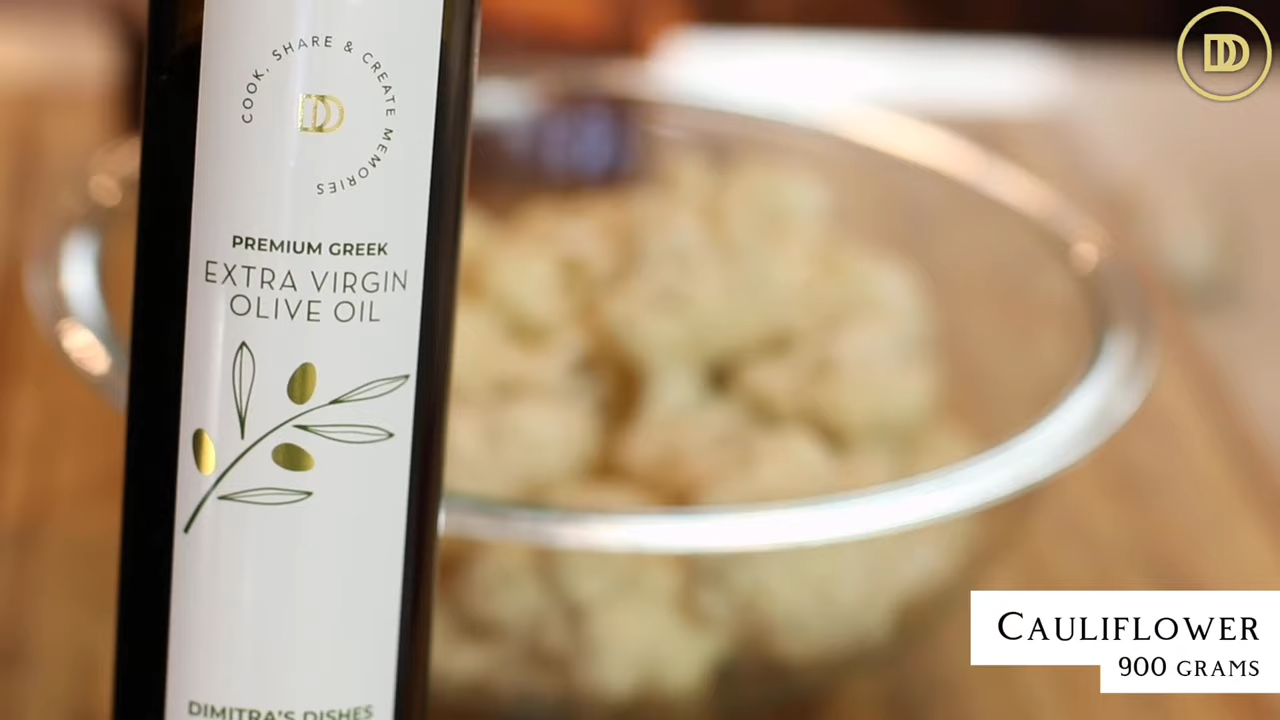 COOK, SHARE & CREATE MEMORIES
DD
PREMIUM GREEK
EXTRA VIRGIN
OLIVE OIL
DIMITRA'S DISHES
DD
CAULIFLOWER
900 GRAMS